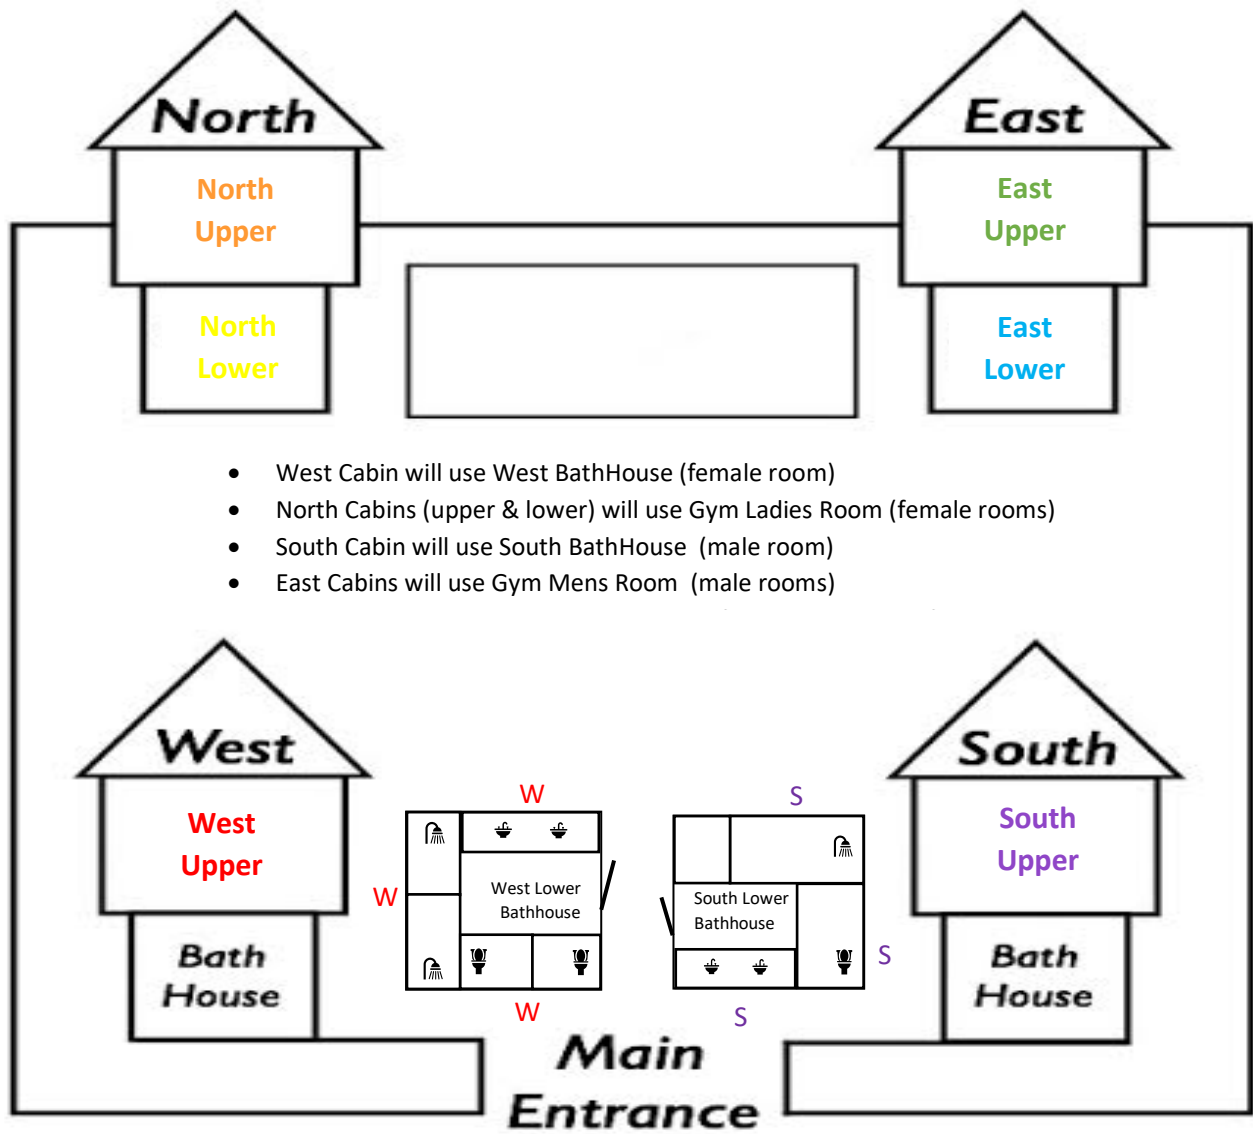 North
East
North
Upper
East
Upper
North
Lower
East
Lower
• West Cabin will use West BathHouse (female room)
• North Cabins (upper & lower) will use Gym Ladies Room (female rooms)
• South Cabin will use South BathHouse  (male room)
• East Cabins will use Gym Mens Room  (male rooms)
West
South
West
Upper
W
W
West Lower
Bathhouse
W
S
South Lower
Bathhouse
S
S
South
Upper
Bath
House
Bath
House
Main
Entrance